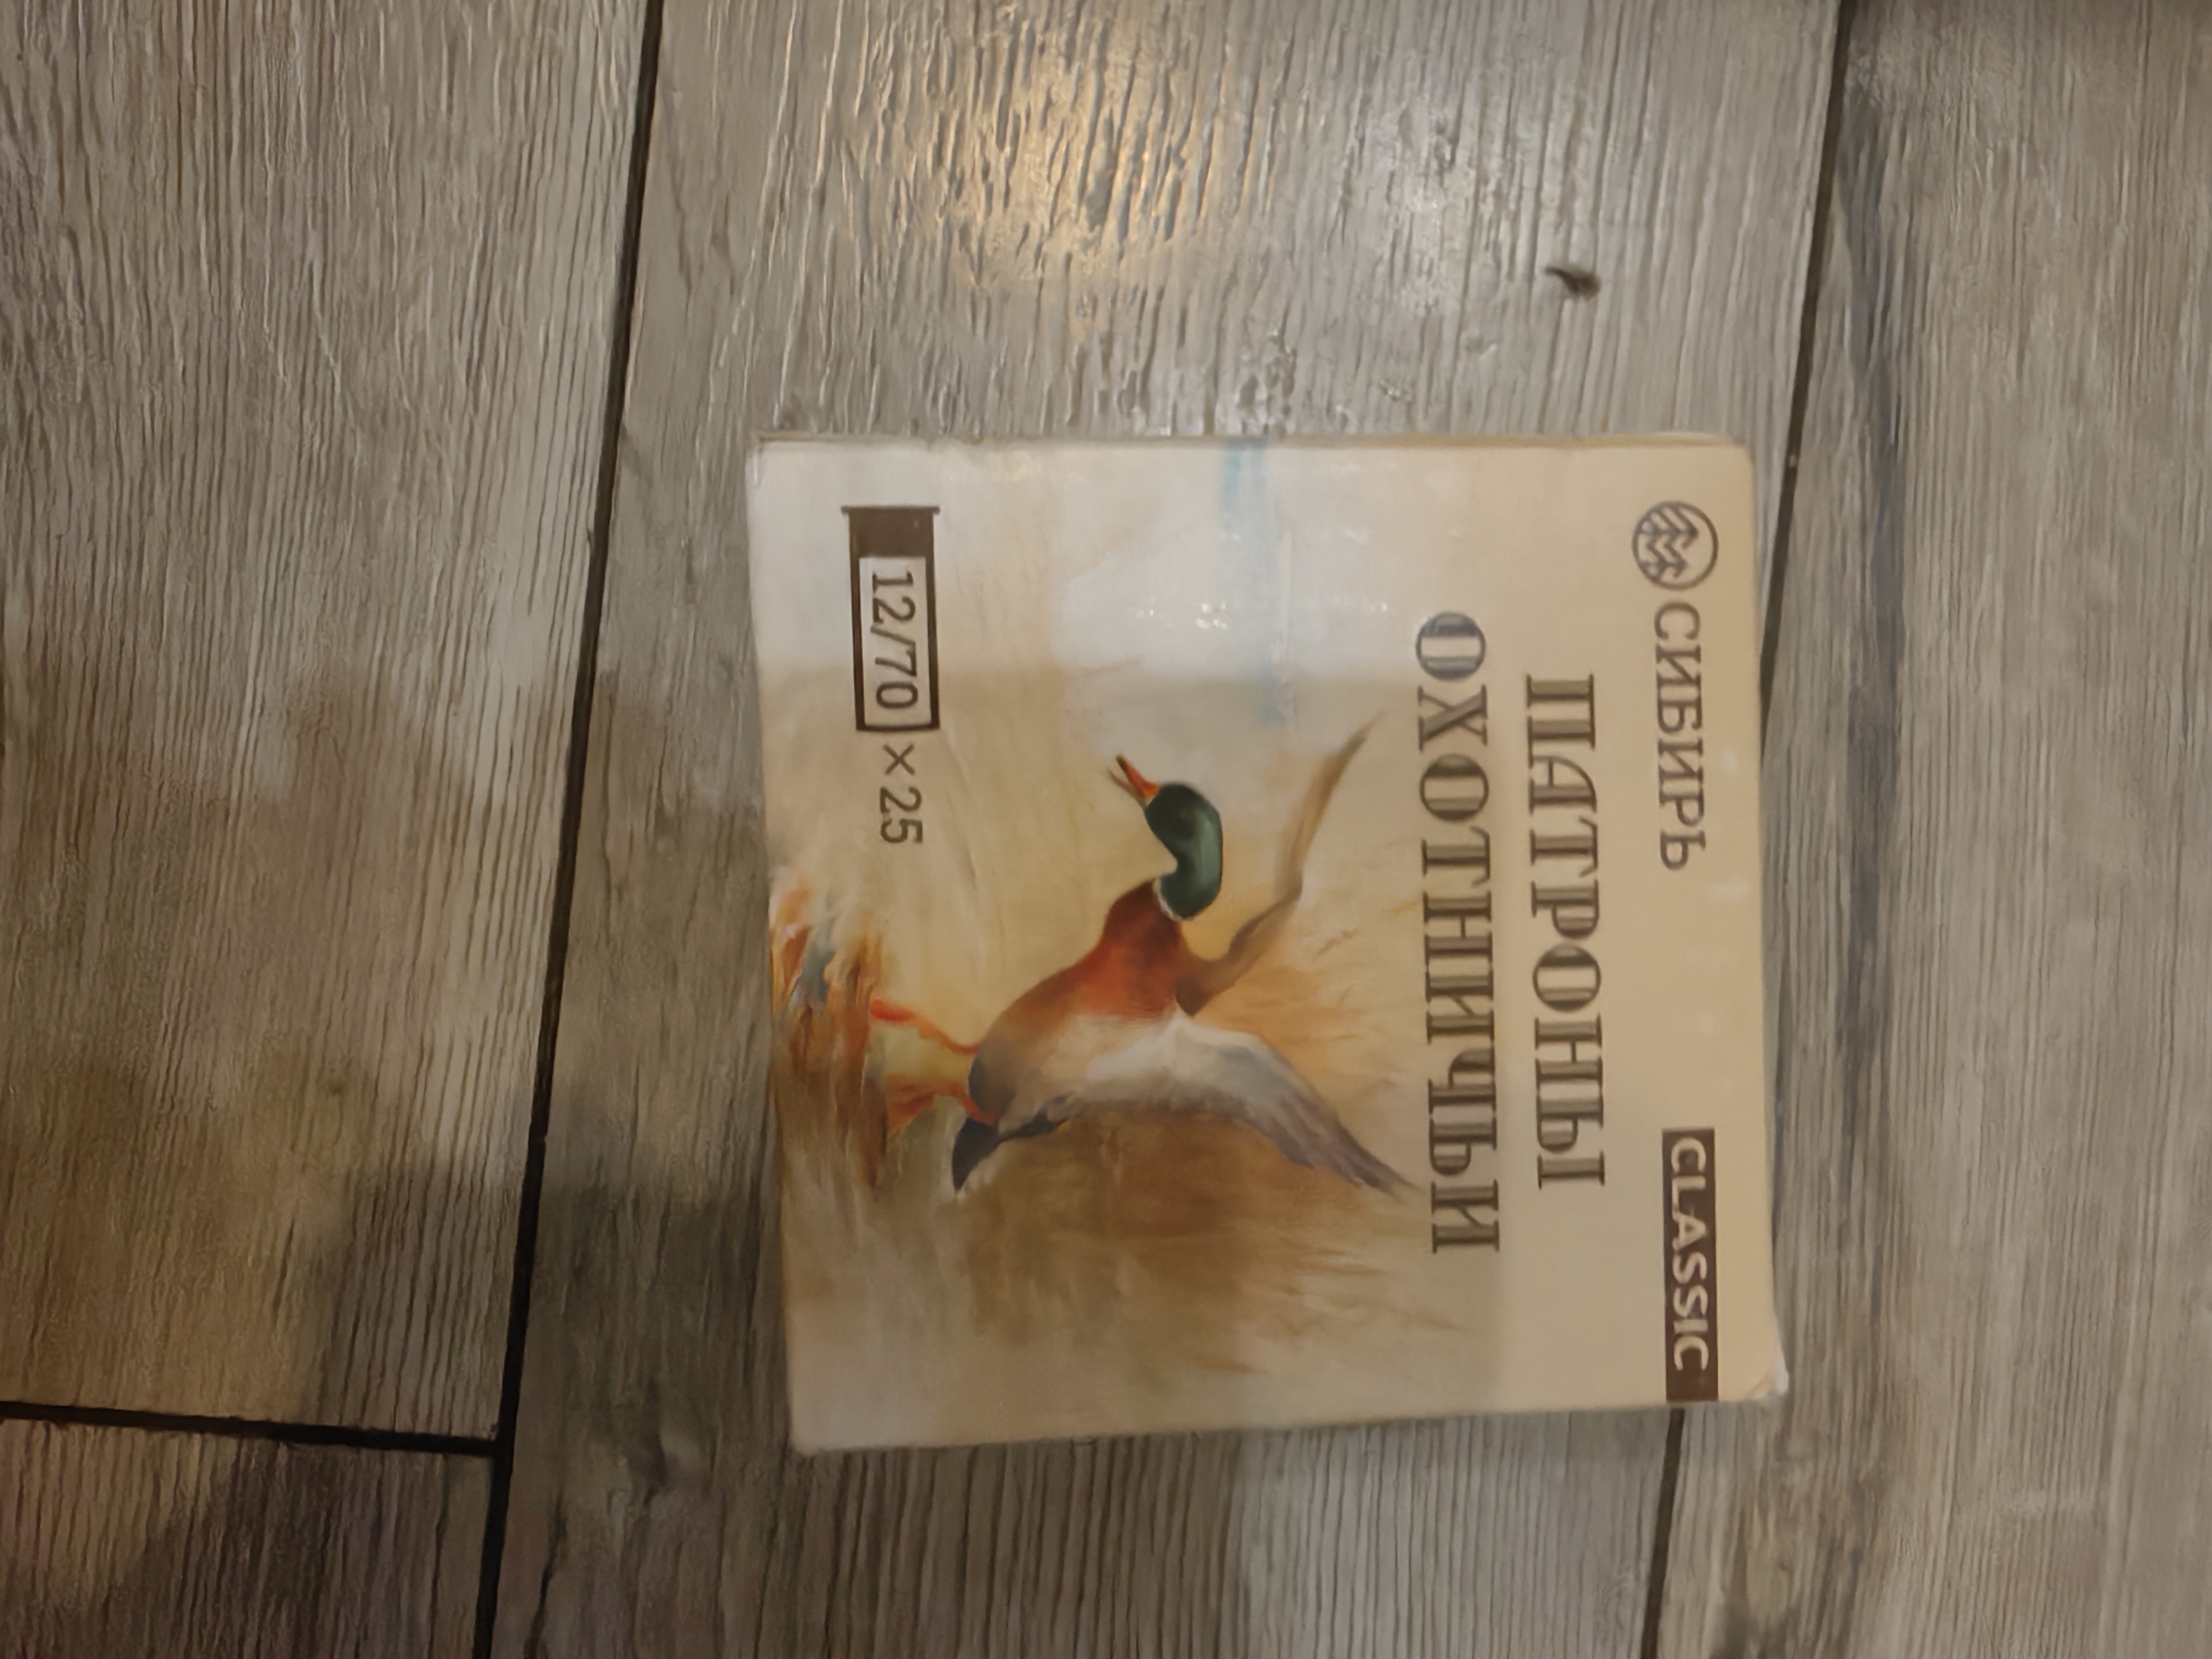 СИБИРЬ
CLASSIC
ПАТРОНЫ
ОХОТНИЧЬИ
12/70 × 25